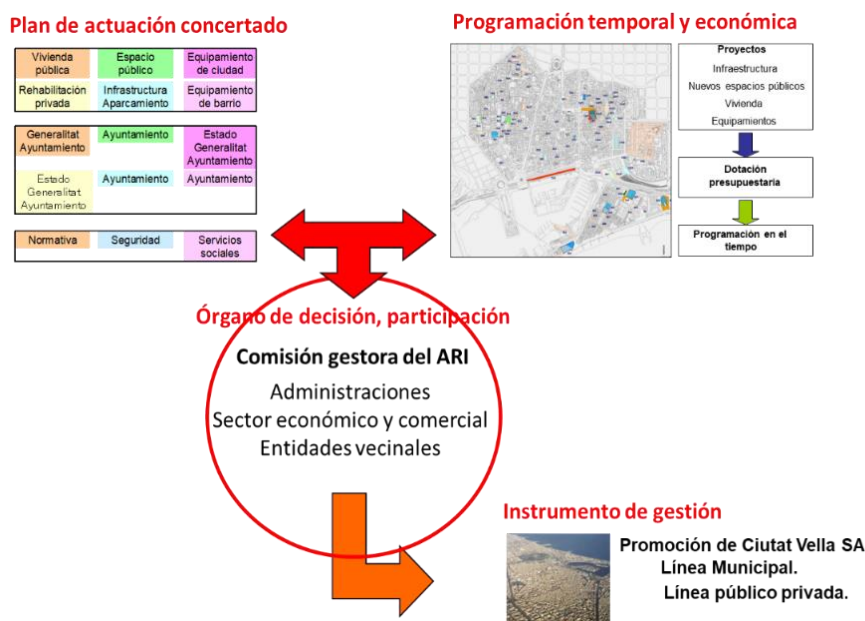 Plan de actuación concertado
Vivienda pública
Espacio público
Equipamiento de ciudad
Rehabilitación privada
Infraestructura Aparcamiento
Equipamiento de barrio
Generalitat Ayuntamiento
Ayuntamiento
Estado Generalitat Ayuntamiento
Estado Generalitat Ayuntamiento
Ayuntamiento
Ayuntamiento
Normativa
Seguridad
Servicios sociales
Programación temporal y económica
Proyectos
Infraestructura
Nuevos espacios públicos
Vivienda
Equipamientos
Dotación
presupuestaria
Programación en el
tiempo
Órgano de decisión, participación
Comisión gestora del ARI
Administraciones
Sector económico y comercial
Entidades vecinales
Instrumento de gestión
Promoción de Ciutat Vella SA
Línea Municipal.
Línea público privada.